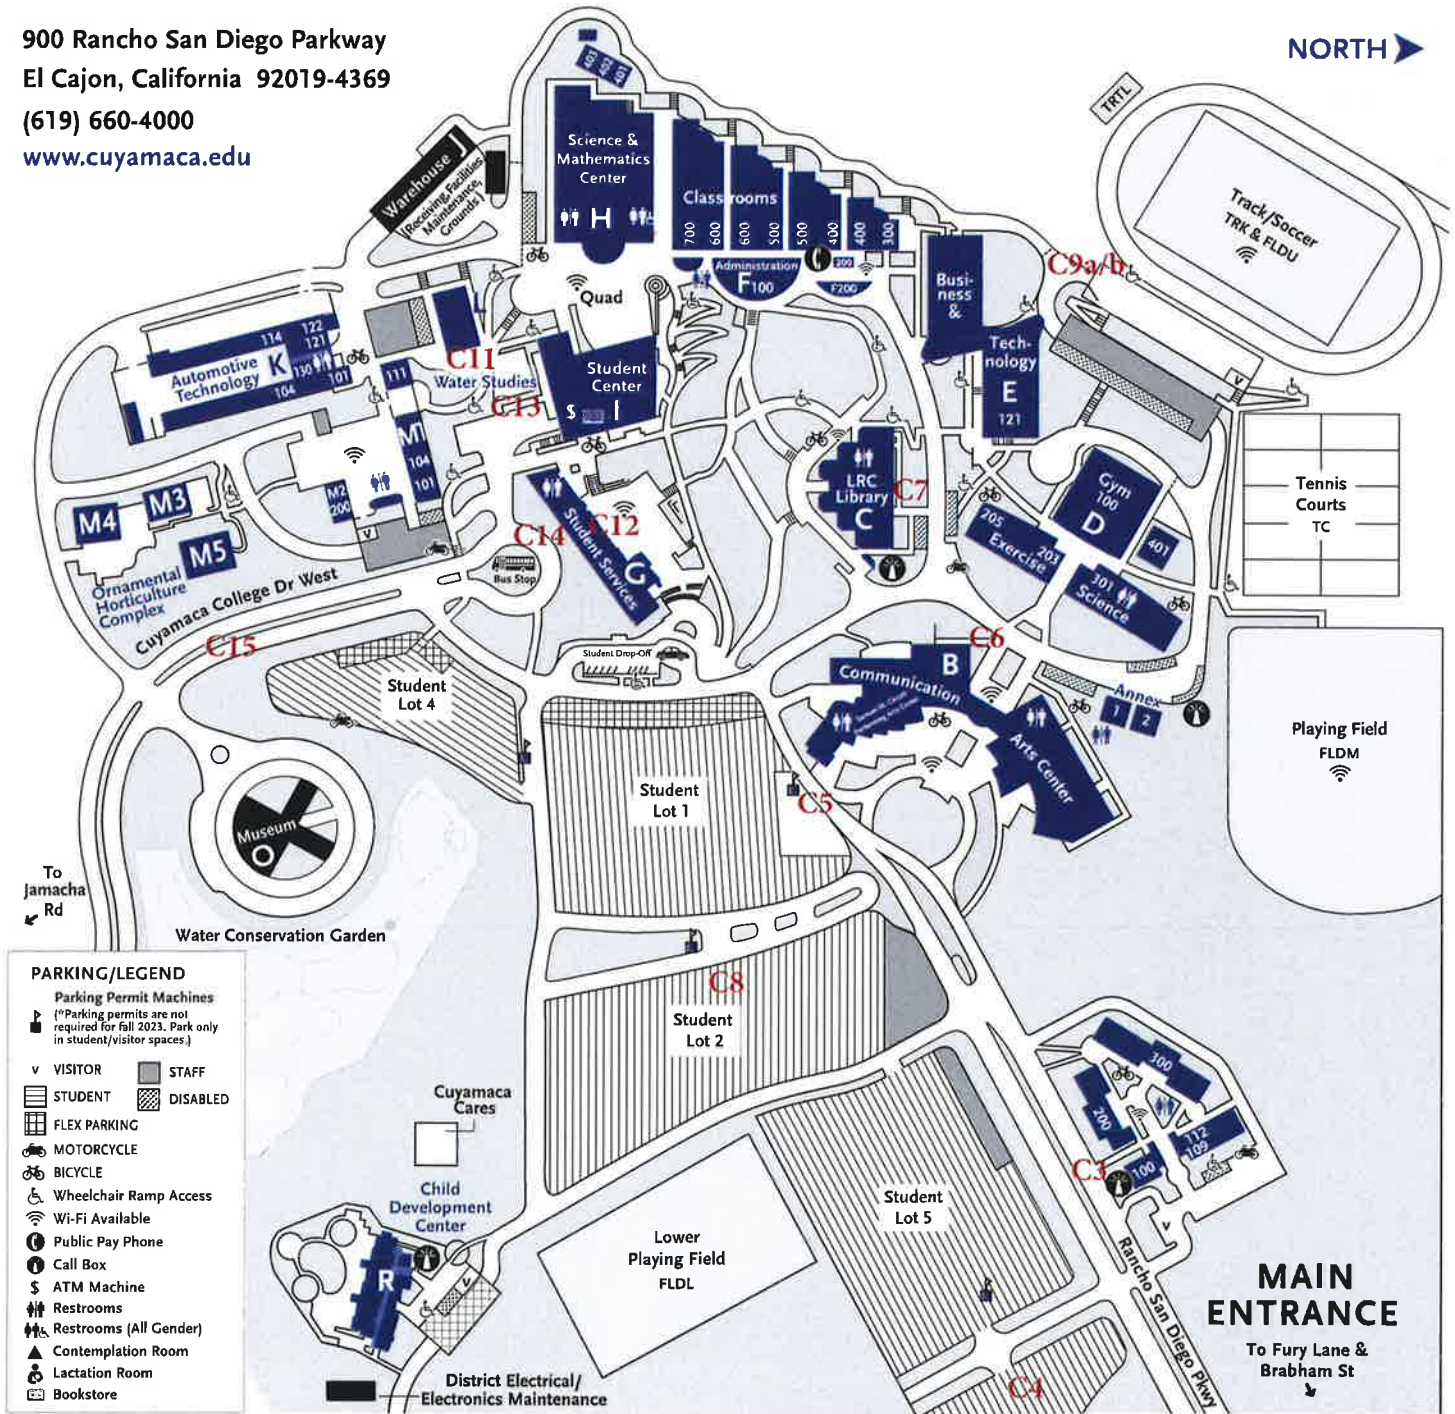 900 Rancho San Diego Parkway
El Cajon, California 92019-4369
(619) 660-4000
www.cuyamaca.edu
NORTH
403
402
401
Science &
Mathematics
Center
H
Classrooms
700
600
600
500
500
400
400
300
Administration
F100
200
F200
Warehouse J
(Receiving, Facilities
Maintenance,
Grounds)
TRTL
Track/Soccer
TRK & FLDU
C9a/b
Quad
L
Busi-
ness
&
Tech-
nology
E
121
C11
Water Studies
C13
Student
Center
$ I
114
122
121
Automotive
Technology
K
130
101
104
111
M1
104
101
M2
200
M3
M4
M5
Ornamental
Horticulture
Complex
V
LRC
Library
C
C7
Gym
100
D
205
Exercise
203
401
301
Science
V
Tennis
Courts
TC
C14
C12
Student Services
G
Bus Stop
Cuyamaca College Dr West
C15
Student Drop-Off
Student
Lot 4
B
Communication
Arts Center
C6
Annex
1
2
Playing Field
FLDM
Student
Lot 1
C5
Museum
O
Water Conservation Garden
To
Jamacha
Rd
C8
Student
Lot 2
PARKING/LEGEND
Parking Permit Machines
(*Parking permits are not
required for fall 2023. Park only
in student/visitor spaces.)
V VISITOR
STAFF
STUDENT
DISABLED
FLEX PARKING
MOTORCYCLE
BICYCLE
Wheelchair Ramp Access
Wi-Fi Available
Public Pay Phone
Call Box
$ ATM Machine
Restrooms
Restrooms (All Gender)
Contemplation Room
Lactation Room
Bookstore
Cuyamaca
Cares
Child
Development
Center
R
V
Lower
Playing Field
FLDL
Student
Lot 5
300
200
112
109
100
C3
V
C4
Rancho San Diego Pkwy
MAIN
ENTRANCE
To Fury Lane &
Brabham St
District Electrical/
Electronics Maintenance